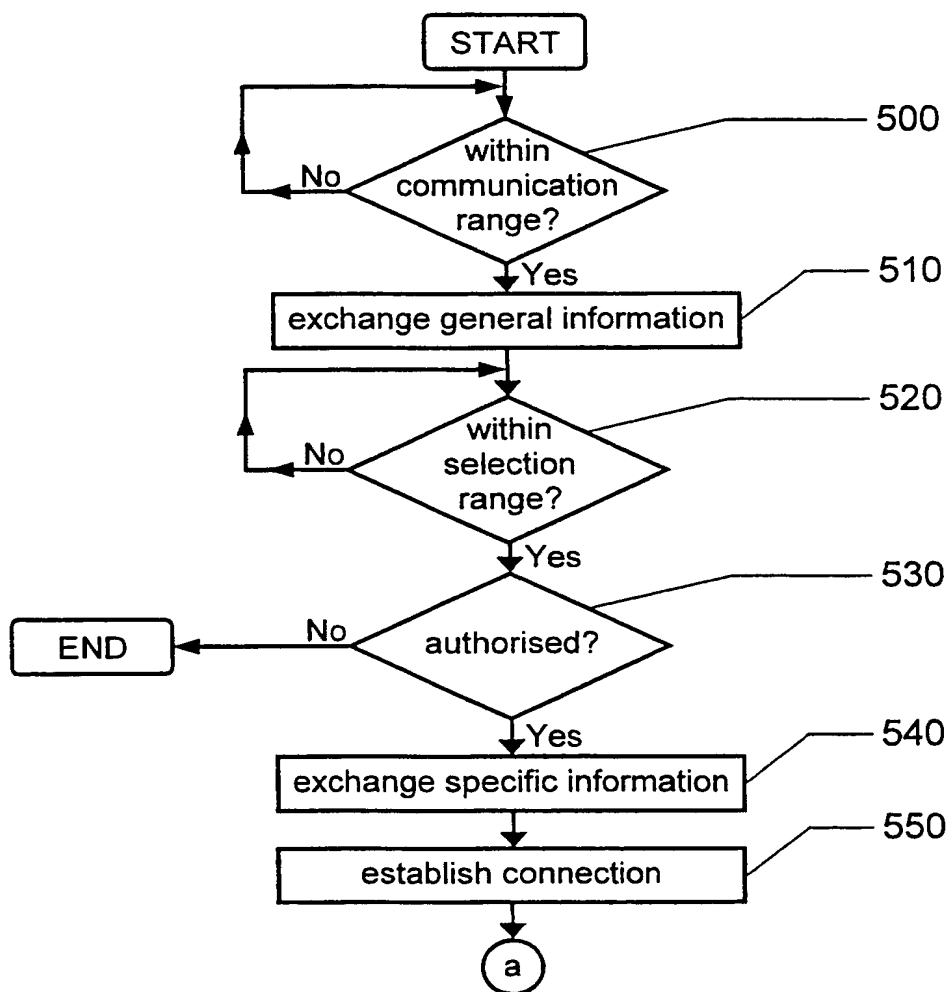 START
500
within
communication
range?
No
Yes
510
exchange general information
520
within
selection
range?
No
Yes
530
authorised?
No
END
Yes
540
exchange specific information
550
establish connection
a